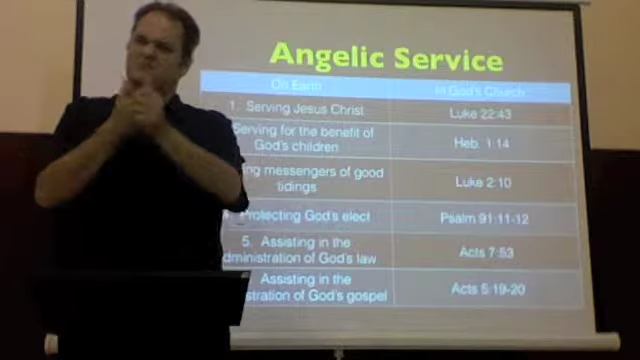 Angelic Service
On Earth In God's Church
1. Serving Jesus Christ Luke 22:43
Serving for the benefit of
God's children Heb. 1:14
messengers of good
tidings Luke 2:10
Protecting God's elect Psalm 91:11-12
5. Assisting in the
of God's law Acts 7:53
Assisting in the
of God's gospel Acts 5:19-20